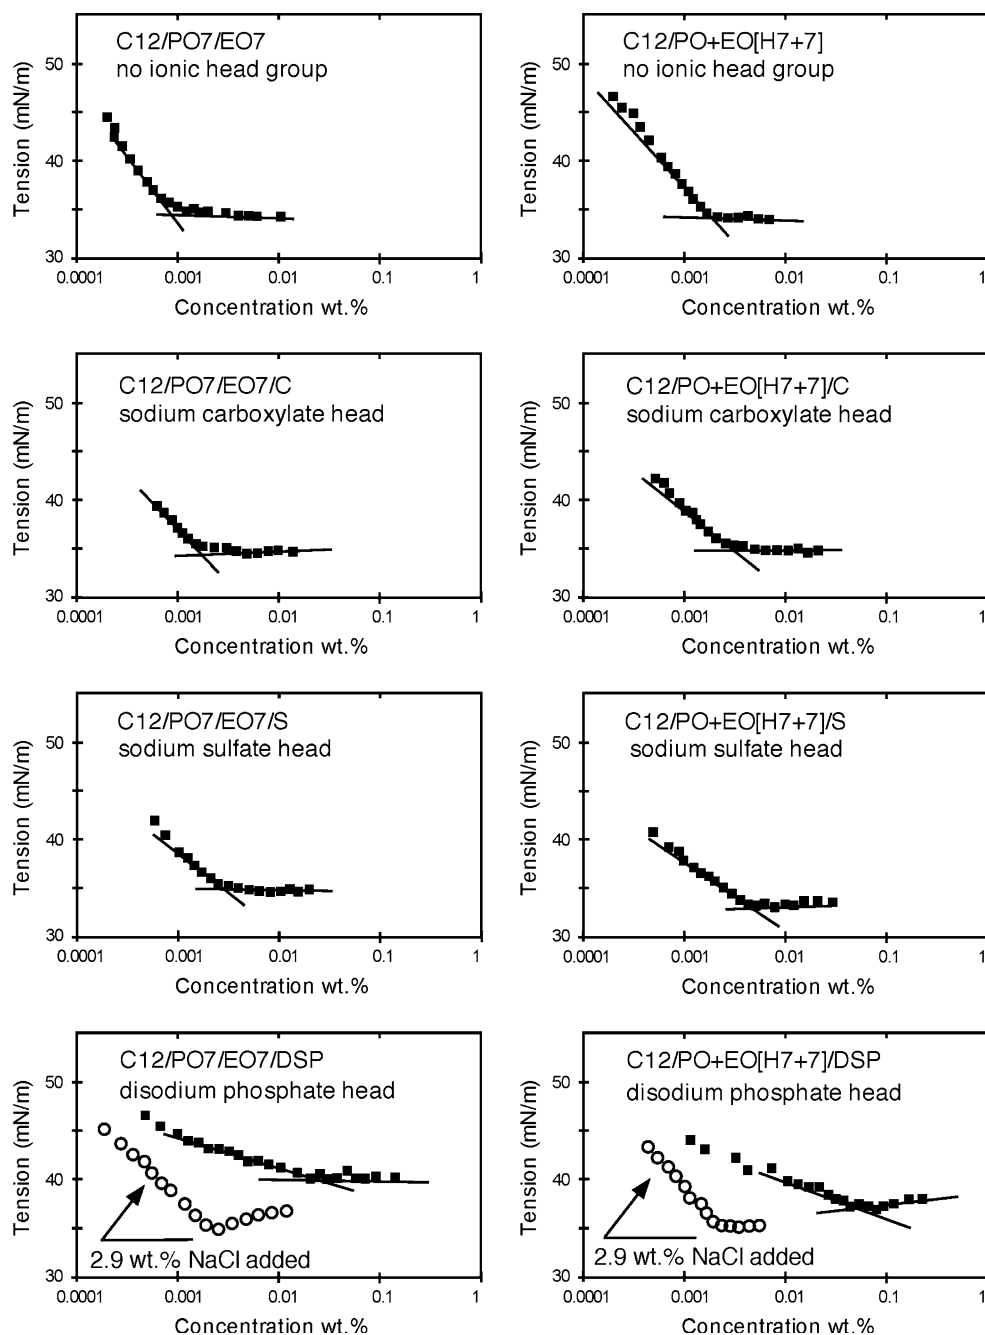 C12/PO7/EO7
no ionic head group
Tension (mN/m)
50
40
30
0.0001
0.001
0.01
0.1
1
Concentration wt.%
C12/PO+EO[H7+7]
no ionic head group
Tension (mN/m)
50
40
30
0.0001
0.001
0.01
0.1
1
Concentration wt.%
C12/PO7/EO7/C
sodium carboxylate head
Tension (mN/m)
50
40
30
0.0001
0.001
0.01
0.1
1
Concentration wt.%
C12/PO+EO[H7+7]/C
sodium carboxylate head
Tension (mN/m)
50
40
30
0.0001
0.001
0.01
0.1
1
Concentration wt.%
C12/PO7/EO7/S
sodium sulfate head
Tension (mN/m)
50
40
30
0.0001
0.001
0.01
0.1
1
Concentration wt.%
C12/PO+EO[H7+7]/S
sodium sulfate head
Tension (mN/m)
50
40
30
0.0001
0.001
0.01
0.1
1
Concentration wt.%
C12/PO7/EO7/DSP
disodium phosphate head
2.9 wt.% NaCl added
Tension (mN/m)
50
40
30
0.0001
0.001
0.01
0.1
1
Concentration wt.%
C12/PO+EO[H7+7]/DSP
disodium phosphate head
2.9 wt.% NaCl added
Tension (mN/m)
50
40
30
0.0001
0.001
0.01
0.1
1
Concentration wt.%